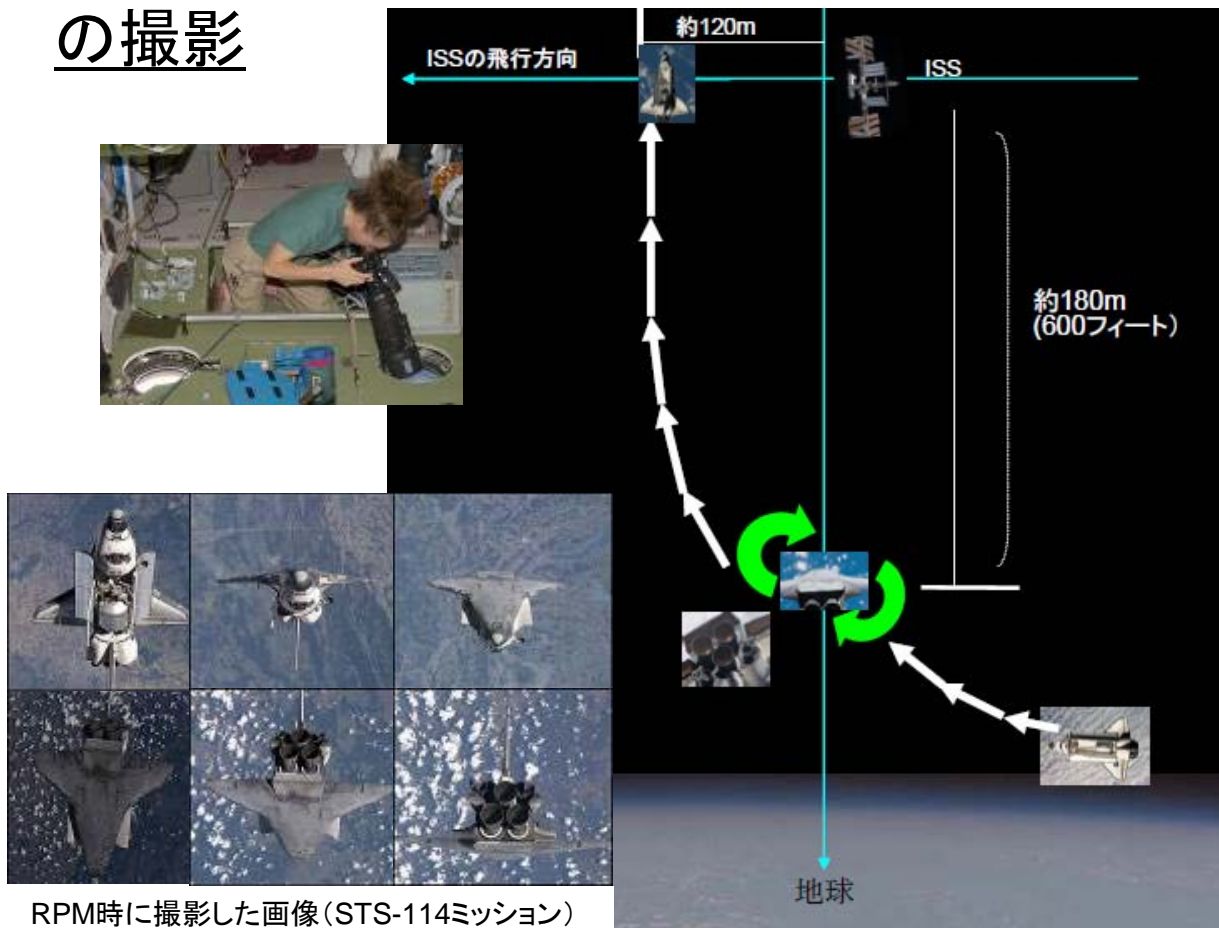 の撮影
約120m
ISSの飛行方向
ISS
約180m
(600フィート)
地球
RPM時に撮影した画像(STS-114ミッション)